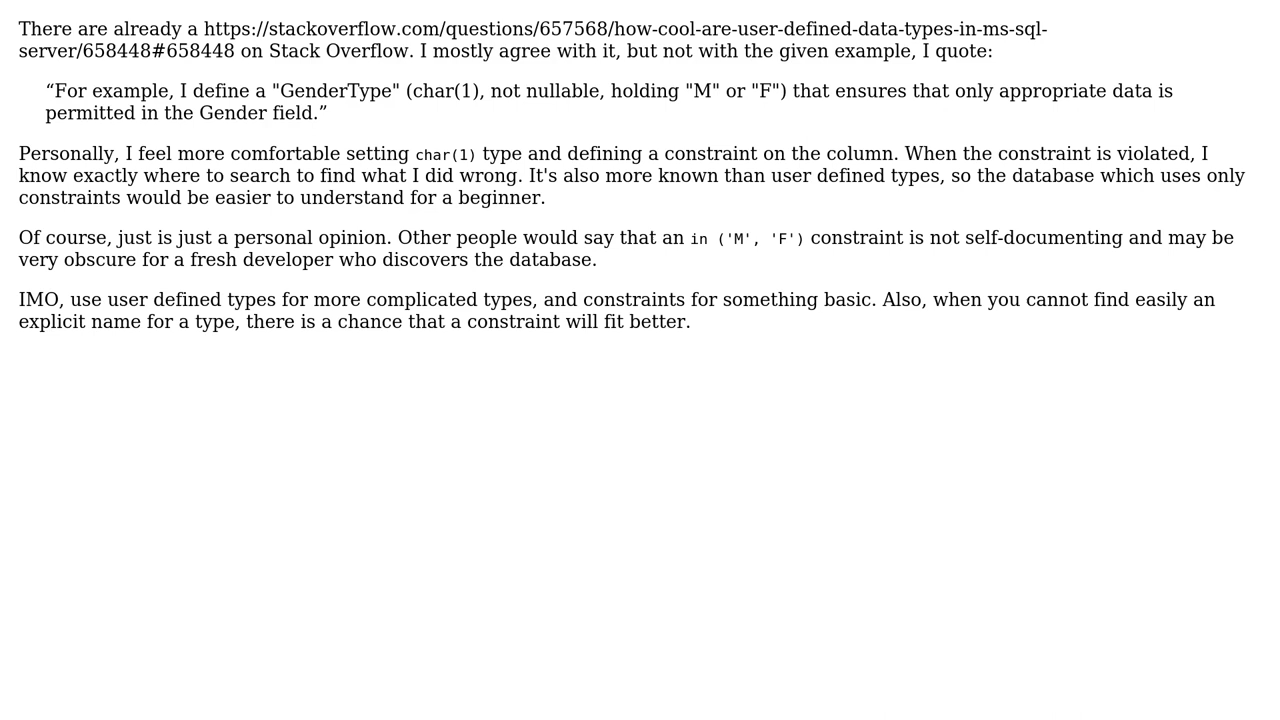 There are already a https://stackoverflow.com/questions/657568/how-cool-are-user-defined-data-types-in-ms-sql-
server/658448#658448 on Stack Overflow. I mostly agree with it, but not with the given example, I quote:
“For example, I define a "GenderType" (char(1), not nullable, holding "M" or "F") that ensures that only appropriate data is
permitted in the Gender field.”
Personally, I feel more comfortable setting char(1) type and defining a constraint on the column. When the constraint is violated, I
know exactly where to search to find what I did wrong. It's also more known than user defined types, so the database which uses only
constraints would be easier to understand for a beginner.
Of course, just is just a personal opinion. Other people would say that an in ('M', 'F') constraint is not self-documenting and may be
very obscure for a fresh developer who discovers the database.
IMO, use user defined types for more complicated types, and constraints for something basic. Also, when you cannot find easily an
explicit name for a type, there is a chance that a constraint will fit better.